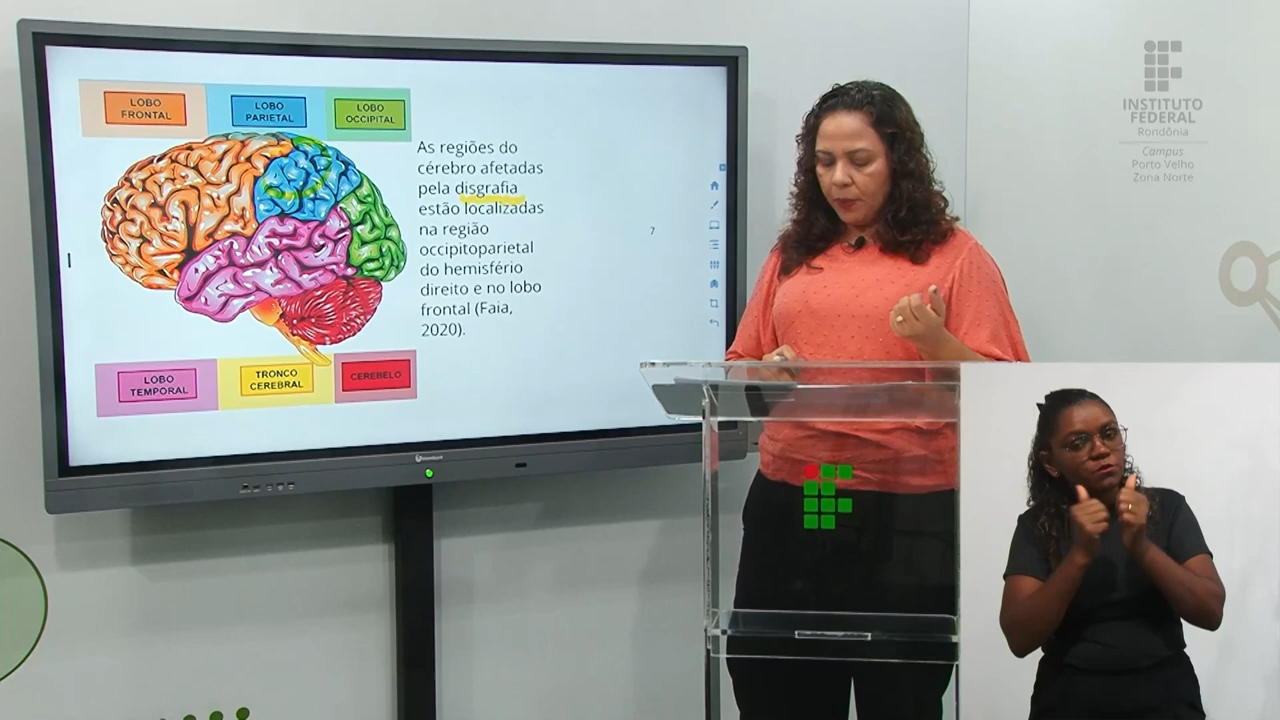 LOBO
FRONTAL
LOBO
PARIETAL
LOBO
OCCIPITAL
As regiões do
cérebro afetadas
pela disgrafia
estão localizadas
na região
occipitoparietal
do hemisfério
direito e no lobo
frontal (Faia,
2020).
7
LOBO
TEMPORAL
TRONCO
CEREBRAL
CEREBELO
INSTITUTO
FEDERAL
Rondônia
Campus
Porto Velho
Zona Norte